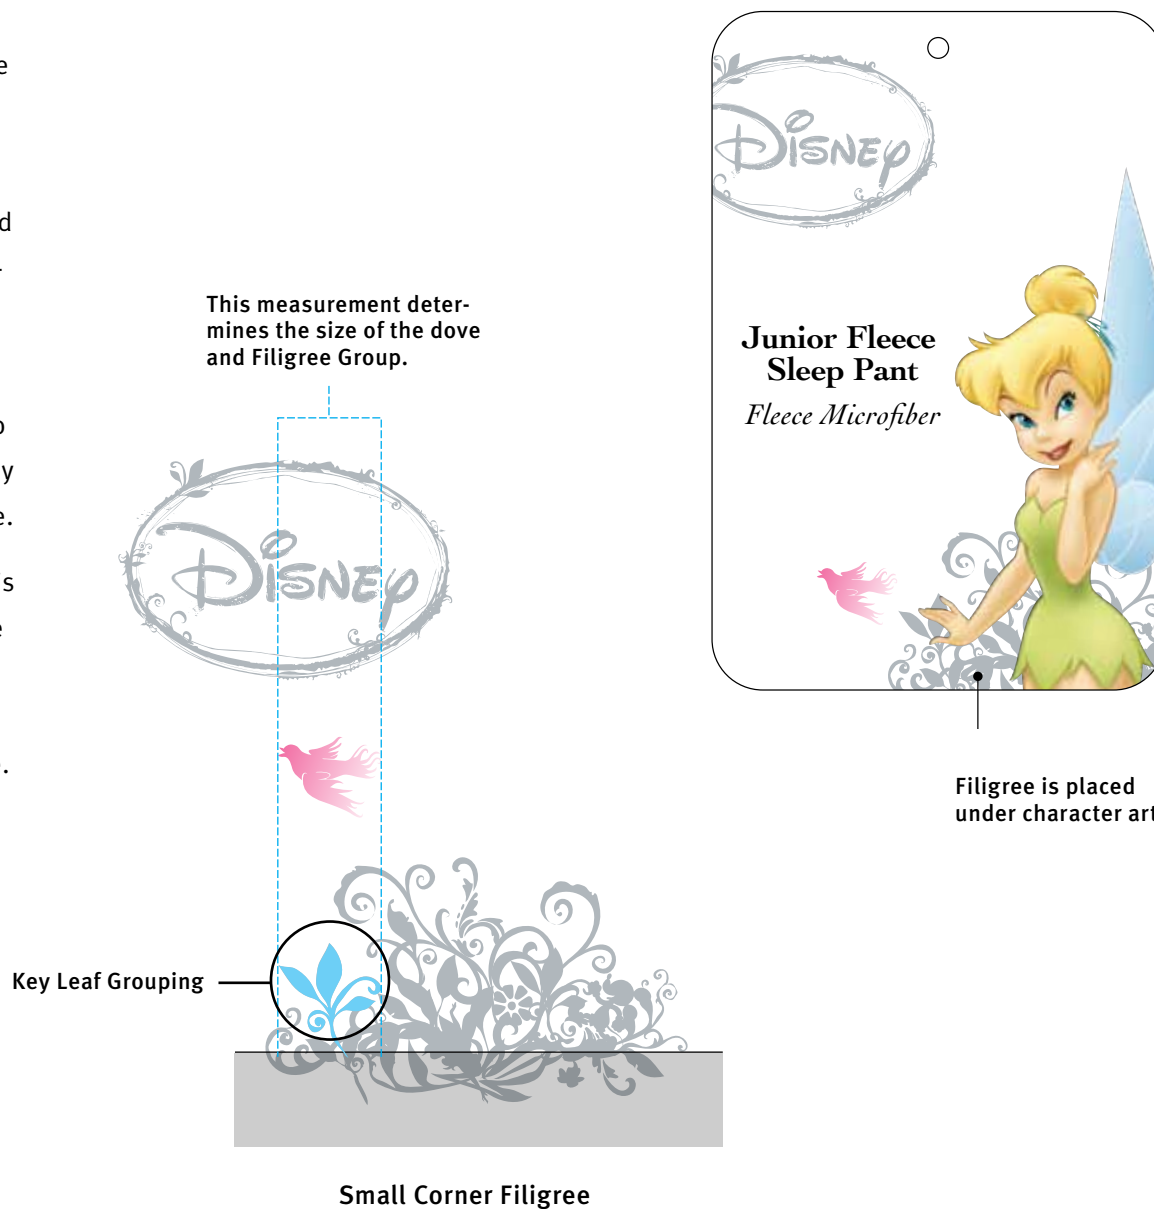 e
d
This measurement deter-
mines the size of the dove
and Filigree Group.
y
e.
is
e
.
DISNEY
Key Leaf Grouping
Small Corner Filigree
DISNEY
Junior Fleece
Sleep Pant
Fleece Microfiber
Filigree is placed
under character art